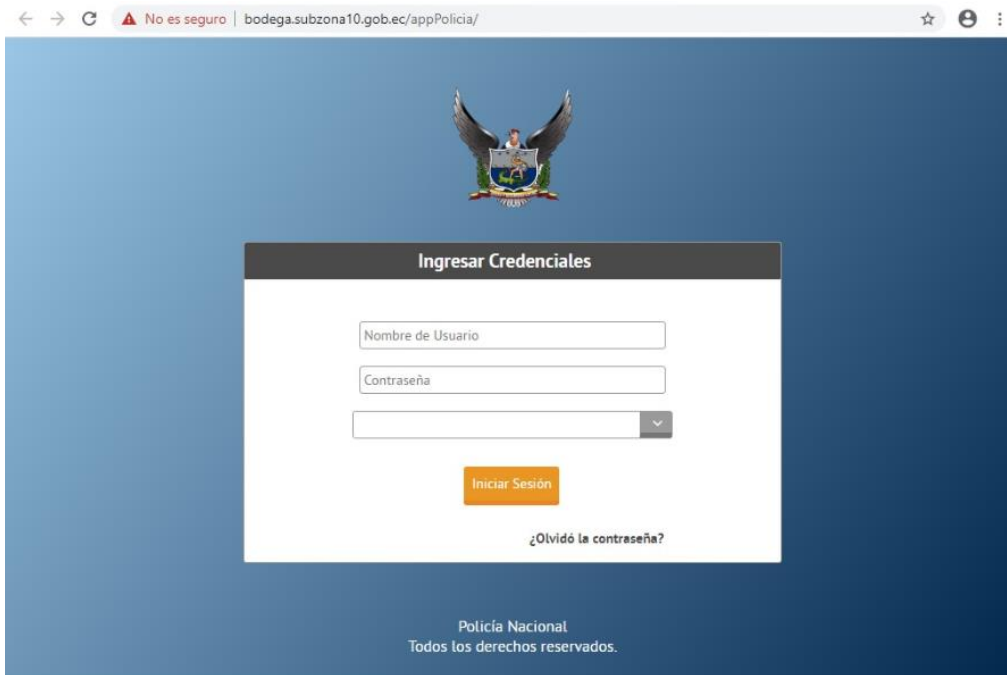 No es seguro | bodega.subzona10.gob.ec/appPolicia/
Ingresar Credenciales
Nombre de Usuario
Contraseña
Iniciar Sesión
¿Olvidó la contraseña?
Policía Nacional
Todos los derechos reservados.